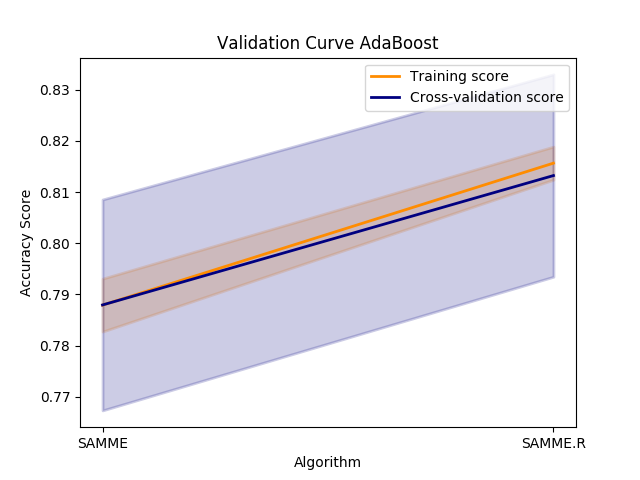 Validation Curve AdaBoost
Training score
Cross-validation score
Accuracy Score
0.83
0.82
0.81
0.80
0.79
0.78
0.77
SAMME
SAMME.R
Algorithm